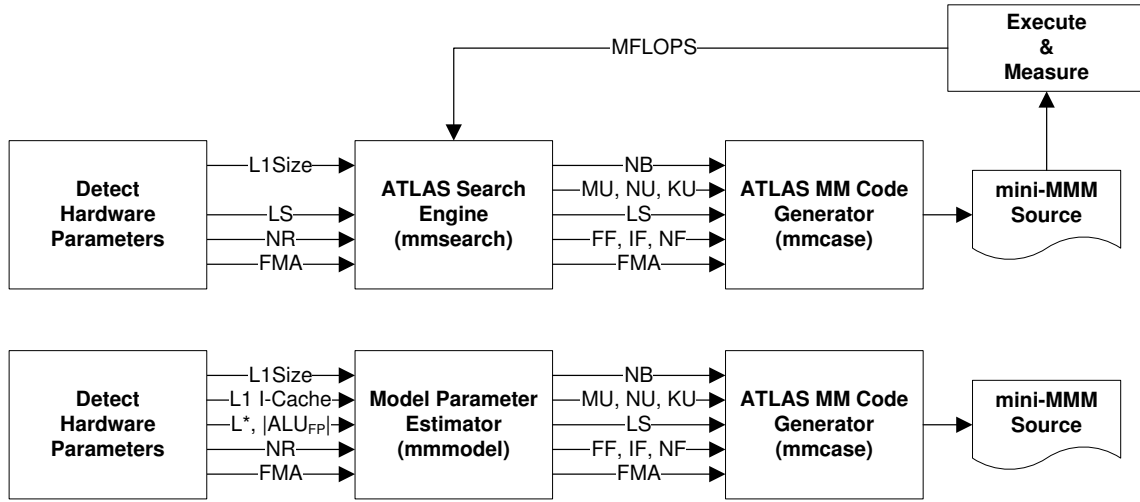 Execute
&
Measure
MFLOPS
Detect
Hardware
Parameters
L1Size
LS
NR
FMA
ATLAS Search
Engine
(mmsearch)
NB
MU, NU, KU
LS
FF, IF, NF
FMA
ATLAS MM Code
Generator
(mmcase)
mini-MMM
Source
Detect
Hardware
Parameters
L1Size
L1 I-Cache
L*, |ALUFP|
NR
FMA
Model Parameter
Estimator
(mmmodel)
NB
MU, NU, KU
LS
FF, IF, NF
FMA
ATLAS MM Code
Generator
(mmcase)
mini-MMM
Source